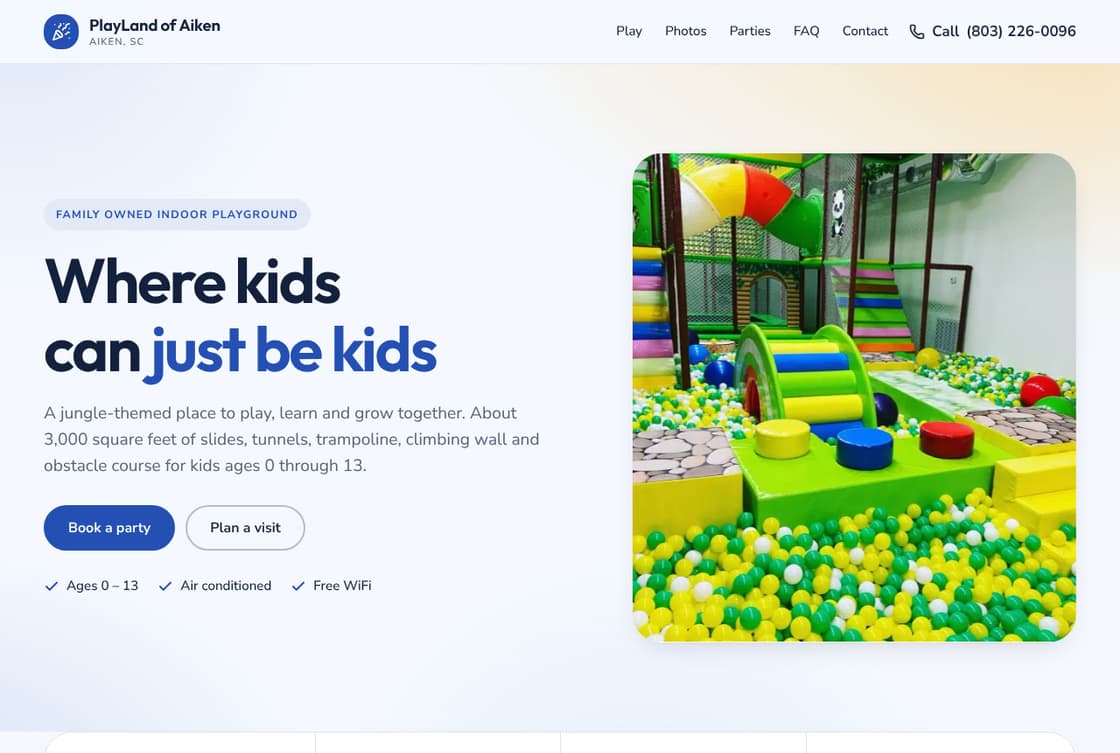 PlayLand of Aiken
AIKEN, SC
Play
Photos
Parties
FAQ
Contact
Call (803) 226-0096
FAMILY OWNED INDOOR PLAYGROUND
Where kids
can just be kids
A jungle-themed place to play, learn and grow together. About
3,000 square feet of slides, tunnels, trampoline, climbing wall and
obstacle course for kids ages 0 through 13.
Book a party
Plan a visit
Ages 0 – 13
Air conditioned
Free WiFi